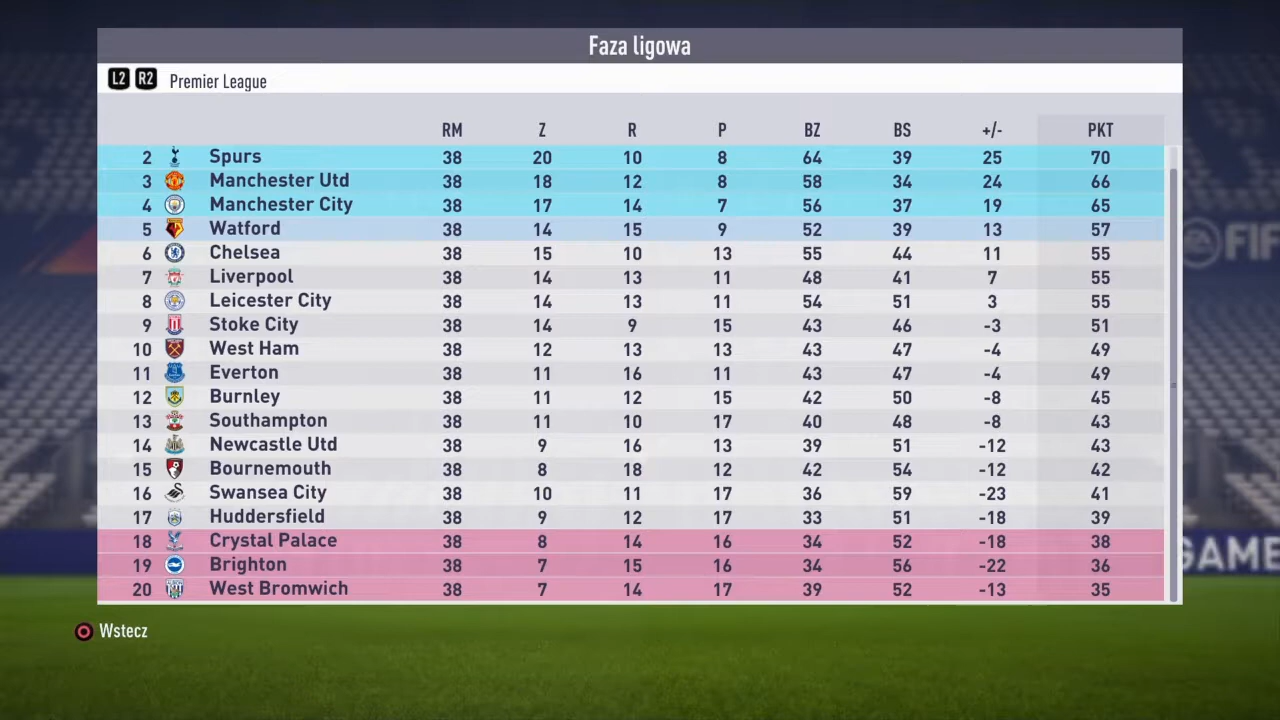 Faza ligowa
L2 R2 Premier League
RM Z R P BZ BS +/- PKT
2 Spurs 38 20 10 8 64 39 25 70
3 Manchester Utd 38 18 12 8 58 34 24 66
4 Manchester City 38 17 14 7 56 37 19 65
5 Watford 38 14 15 9 52 39 13 57
6 Chelsea 38 15 10 13 55 44 11 55
7 Liverpool 38 14 13 11 48 41 7 55
8 Leicester City 38 14 13 11 54 51 3 55
9 Stoke City 38 14 9 15 43 46 -3 51
10 West Ham 38 12 13 13 43 47 -4 49
11 Everton 38 11 16 11 43 47 -4 49
12 Burnley 38 11 12 15 42 50 -8 45
13 Southampton 38 11 10 17 40 48 -8 43
14 Newcastle Utd 38 9 16 13 39 51 -12 43
15 Bournemouth 38 8 18 12 42 54 -12 42
16 Swansea City 38 10 11 17 36 59 -23 41
17 Huddersfield 38 9 12 17 33 51 -18 39
18 Crystal Palace 38 8 14 16 34 52 -18 38
19 Brighton 38 7 15 16 34 56 -22 36
20 West Bromwich 38 7 14 17 39 52 -13 35
Wstecz
EA FIF
GAME